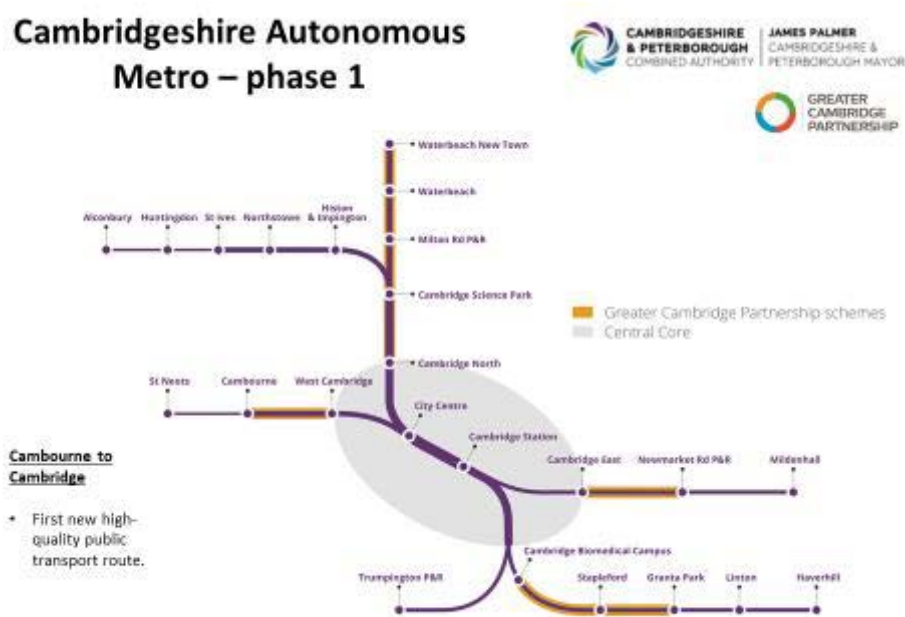 Cambridgeshire Autonomous
Metro – phase 1
CAMBRIDGESHIRE
& PETERBOROUGH
COMBINED AUTHORITY
JAMES PALMER
CAMBRIDGESHIRE &
PETERBOROUGH MAYOR
GREATER
CAMBRIDGE
PARTNERSHIP
Waterbeach New Town
Waterbeach
Alconbury
Huntingdon
St Ives
Northstowe
Histon
& Impington
Milton Rd P&R
Cambridge Science Park
Greater Cambridge Partnership schemes
Central Core
Cambridge North
St Neots
Cambourne
West Cambridge
City Centre
Cambridge Station
Cambourne to
Cambridge
• First new high-
quality public
transport route.
Cambridge East
Newmarket Rd P&R
Mildenhall
Cambridge Biomedical Campus
Trumpington P&R
Stapleford
Granta Park
Linton
Haverhill